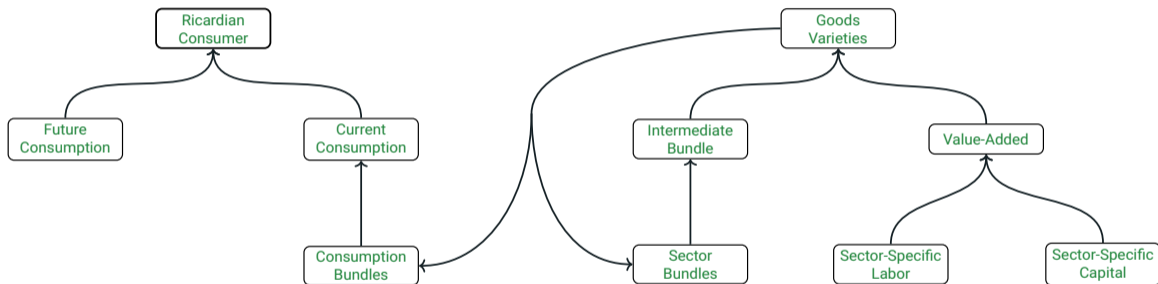 Ricardian
Consumer
Goods
Varieties
Future
Consumption
Current
Consumption
Intermediate
Bundle
Value-Added
Consumption
Bundles
Sector
Bundles
Sector-Specific
Labor
Sector-Specific
Capital